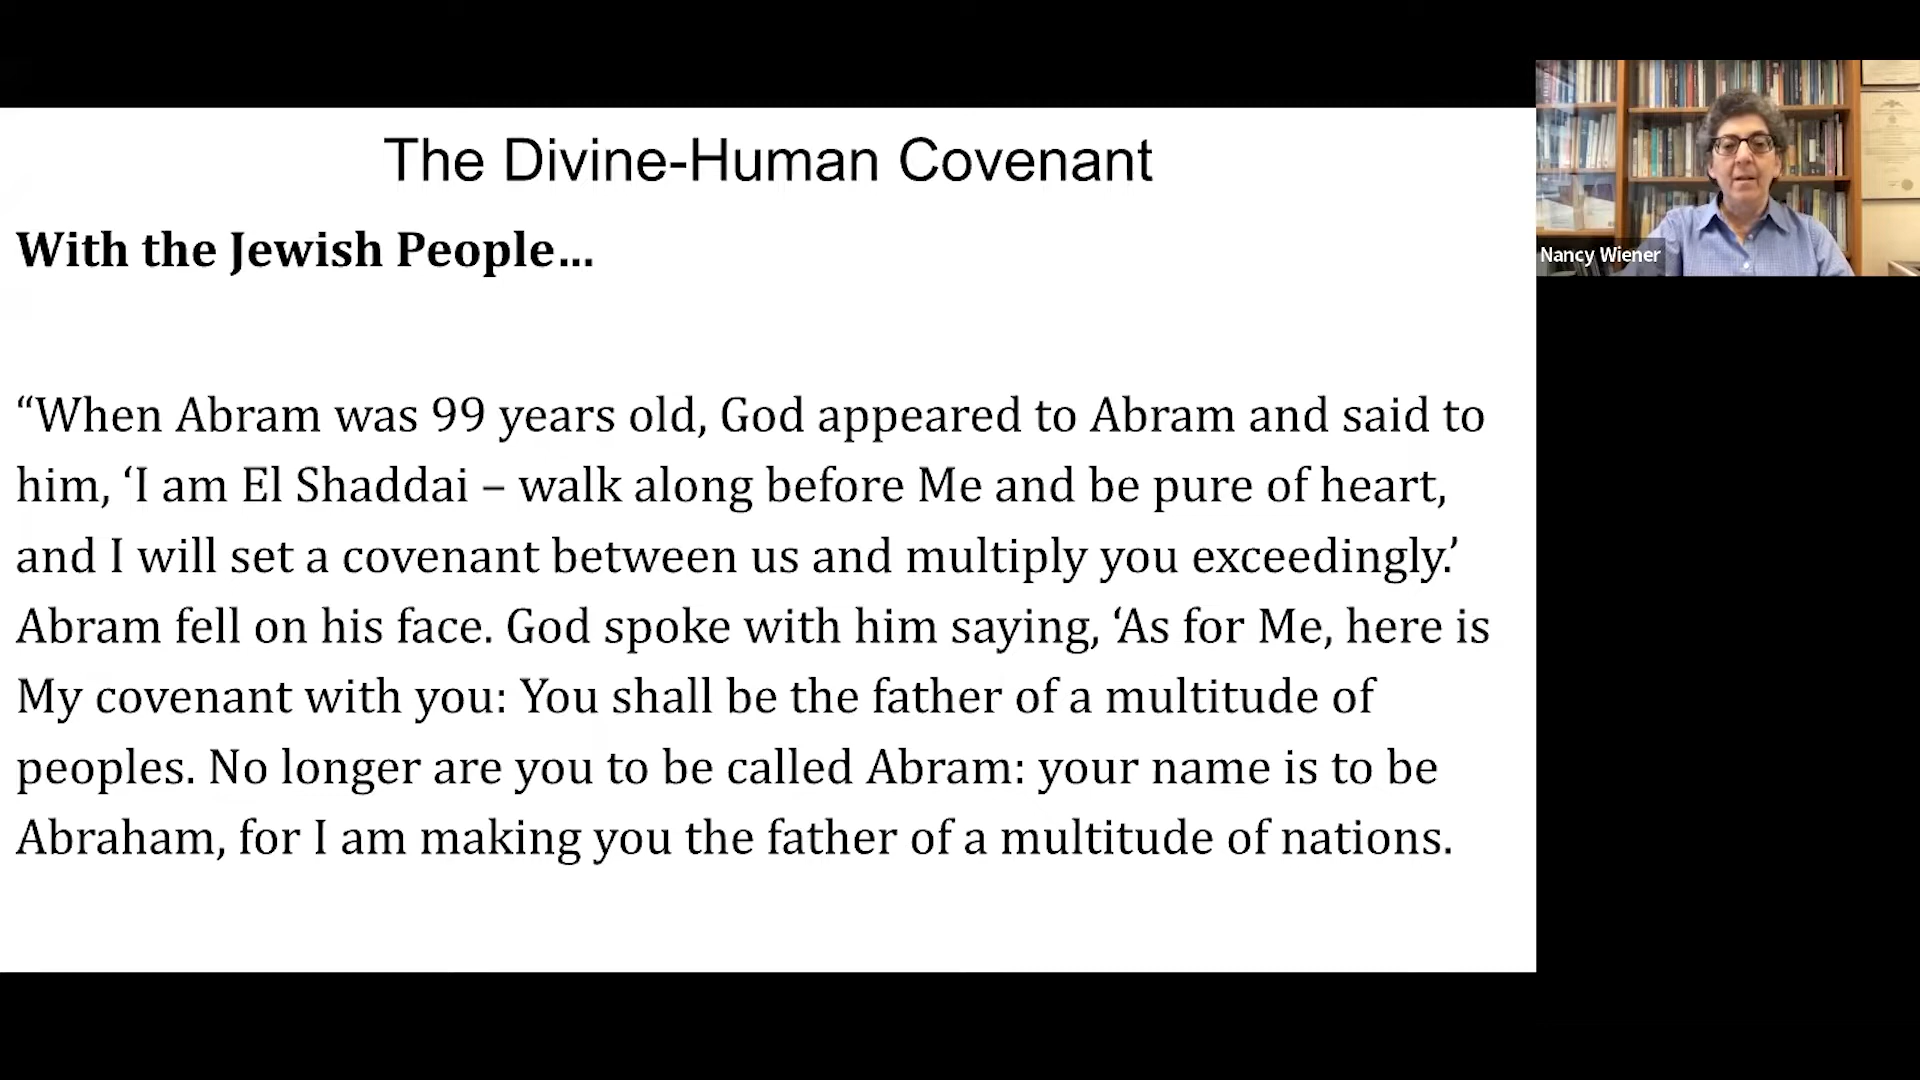 The Divine-Human Covenant
With the Jewish People…
“When Abram was 99 years old, God appeared to Abram and said to
him, ‘I am El Shaddai – walk along before Me and be pure of heart,
and I will set a covenant between us and multiply you exceedingly.’
Abram fell on his face. God spoke with him saying, ‘As for Me, here is
My covenant with you: You shall be the father of a multitude of
peoples. No longer are you to be called Abram: your name is to be
Abraham, for I am making you the father of a multitude of nations.
Nancy Wiener